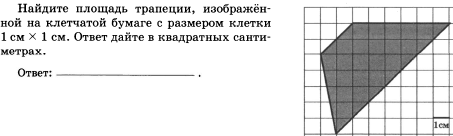 Найдите площадь трапеции, изображён-
ной на клетчатой бумаге с размером клетки
1 см × 1 см. Ответ дайте в квадратных санти-
метрах.
Ответ: ____________________ .
1см